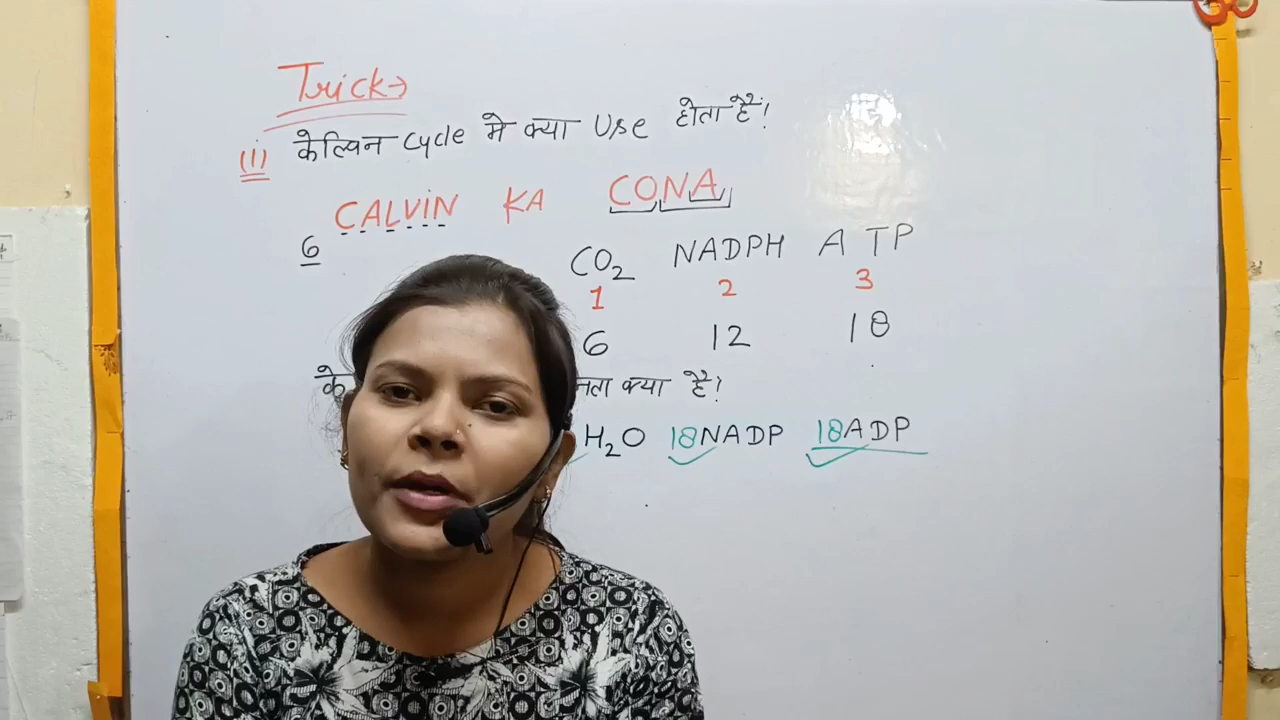 Trick→
(1) केल्विन Cycle मे क्या Use होता है?
CALViN KA CONA
6 CO2 NADPH ATP
1 2 3
6 12 18
के क्या है?
H2O 18NADP 18ADP